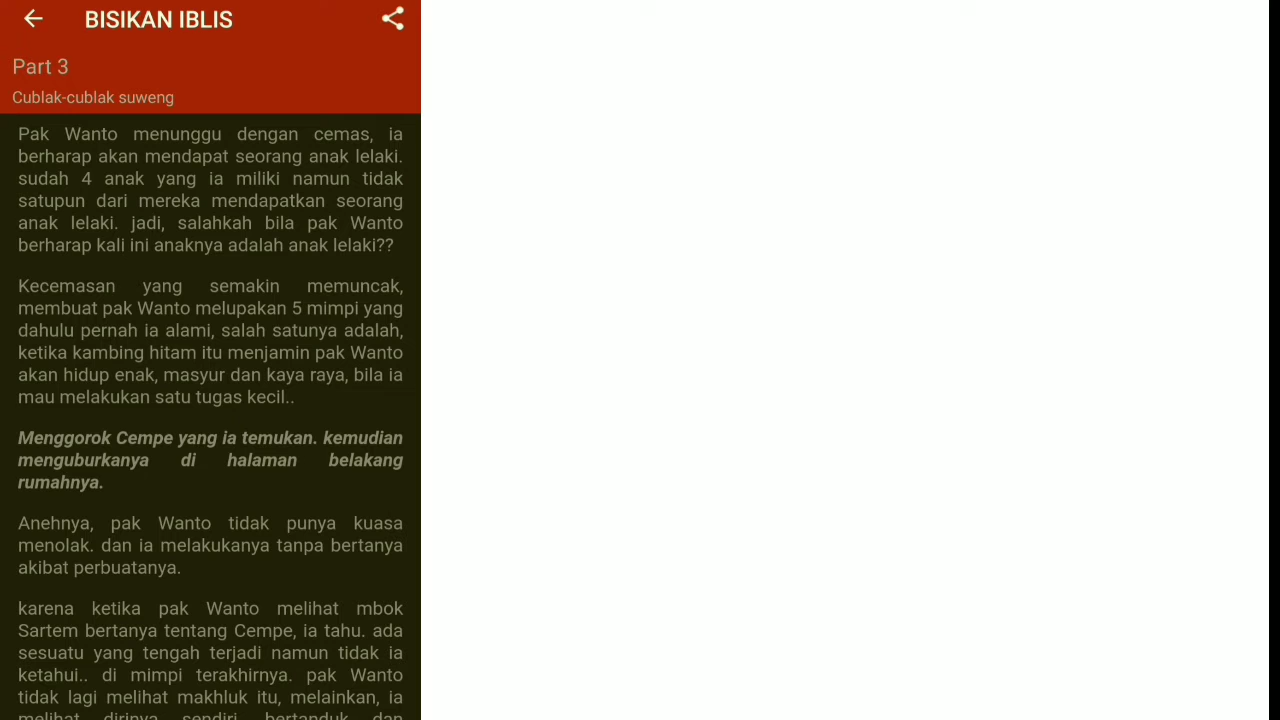 BISIKAN IBLIS
Part 3
Cublak-cublak suweng
Pak Wanto menunggu dengan cemas, ia
berharap akan mendapat seorang anak lelaki.
sudah 4 anak yang ia miliki namun tidak
satupun dari mereka mendapatkan seorang
anak lelaki. jadi, salahkah bila pak Wanto
berharap kali ini anaknya adalah anak lelaki??
Kecemasan yang semakin memuncak,
membuat pak Wanto melupakan 5 mimpi yang
dahulu pernah ia alami, salah satunya adalah,
ketika kambing hitam itu menjamin pak Wanto
akan hidup enak, masyur dan kaya raya, bila ia
mau melakukan satu tugas kecil..
Menggorok Cempe yang ia temukan. kemudian
menguburkanya di halaman belakang
rumahnya.
Anehnya, pak Wanto tidak punya kuasa
menolak. dan ia melakukanya tanpa bertanya
akibat perbuatanya.
karena ketika pak Wanto melihat mbok
Sartem bertanya tentang Cempe, ia tahu. ada
sesuatu yang tengah terjadi namun tidak ia
ketahui.. di mimpi terakhirnya. pak Wanto
tidak lagi melihat makhluk itu, melainkan, ia
melihat dirinya sendiri, bertanduk dan